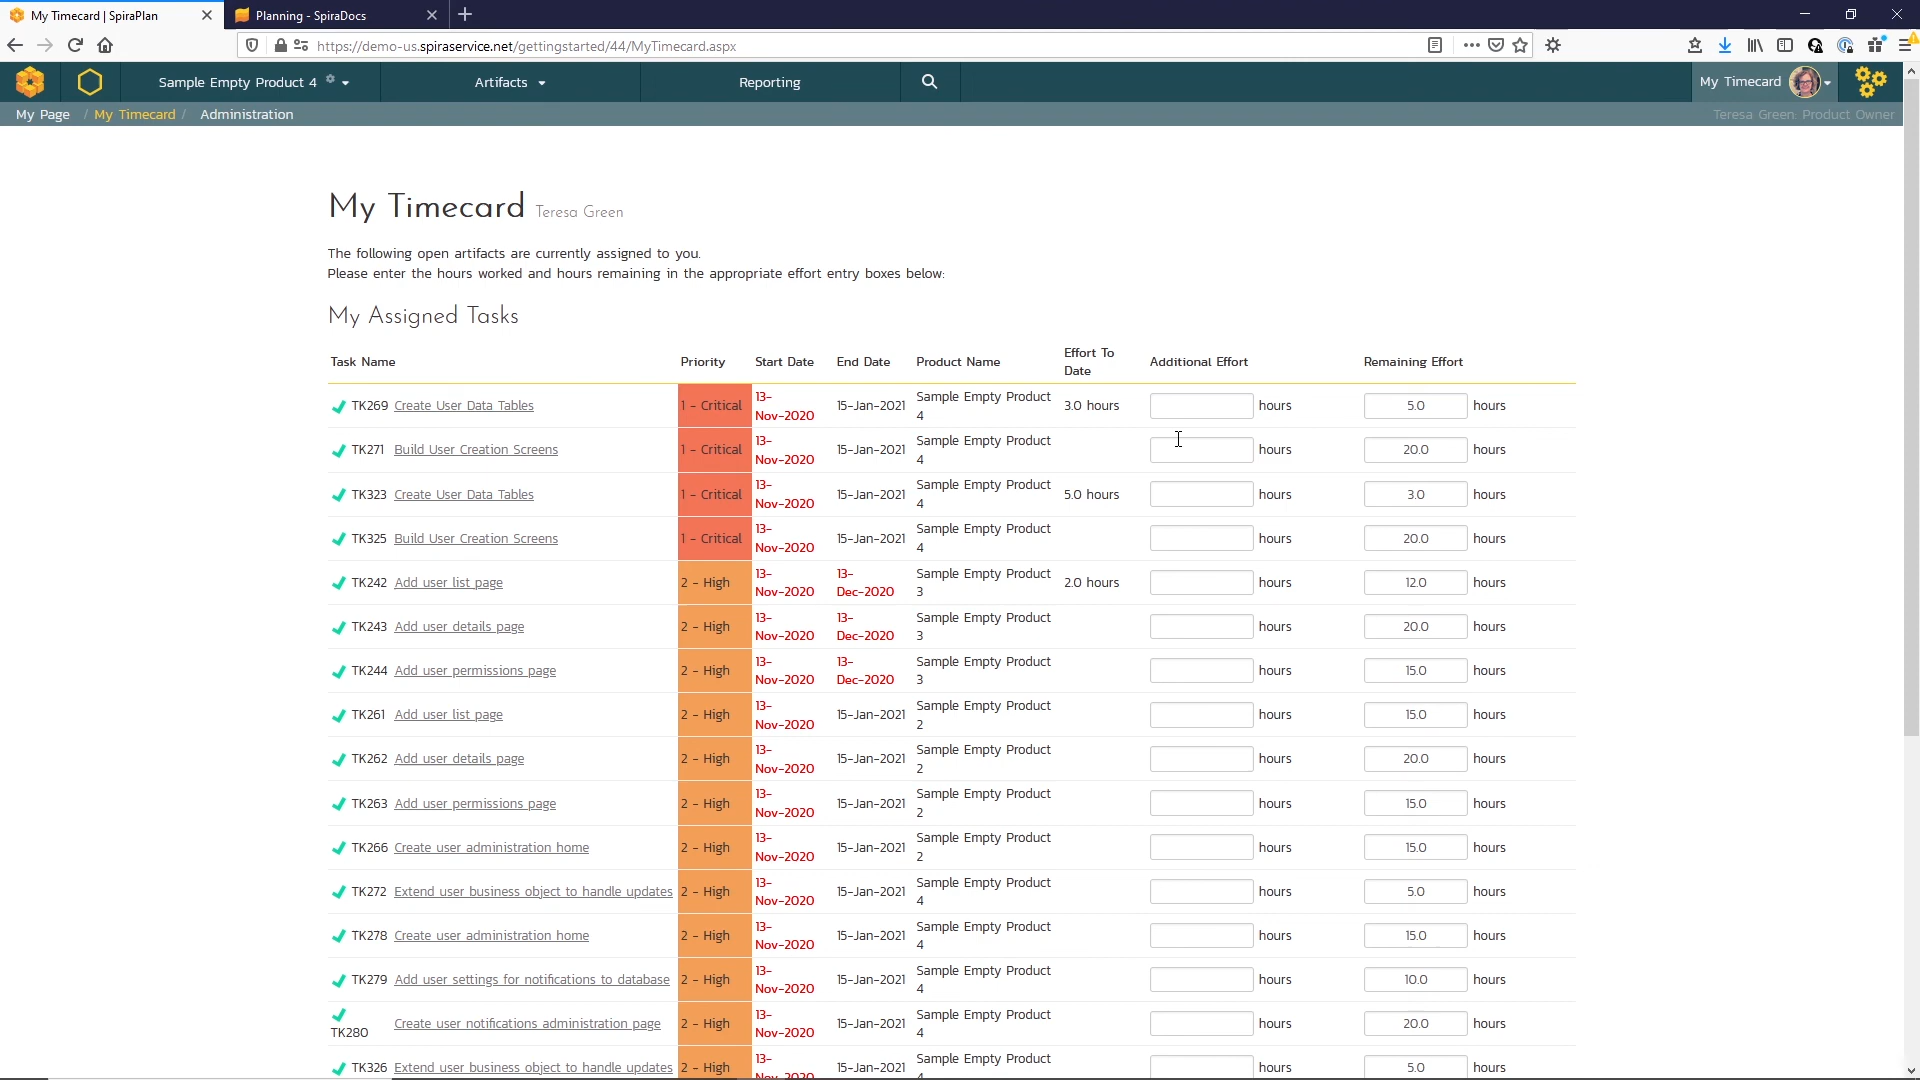 My Timecard | SpiraPlan
Planning - SpiraDocs
https://demo-us.spiraservice.net/gettingstarted/44/MyTimecard.aspx
Sample Empty Product 4
Artifacts
Reporting
My Timecard
My Page / My Timecard / Administration
Teresa Green: Product Owner
My Timecard Teresa Green
The following open artifacts are currently assigned to you.
Please enter the hours worked and hours remaining in the appropriate effort entry boxes below:
My Assigned Tasks
Task Name Priority Start Date End Date Product Name Effort To Date Additional Effort Remaining Effort
TK269 Create User Data Tables 1 - Critical 13-Nov-2020 15-Jan-2021 Sample Empty Product 4 3.0 hours hours 5.0 hours
TK271 Build User Creation Screens 1 - Critical 13-Nov-2020 15-Jan-2021 Sample Empty Product 4 hours 20.0 hours
TK323 Create User Data Tables 1 - Critical 13-Nov-2020 15-Jan-2021 Sample Empty Product 4 5.0 hours hours 3.0 hours
TK325 Build User Creation Screens 1 - Critical 13-Nov-2020 15-Jan-2021 Sample Empty Product 4 hours 20.0 hours
TK242 Add user list page 2 - High 13-Nov-2020 13-Dec-2020 Sample Empty Product 3 2.0 hours hours 12.0 hours
TK243 Add user details page 2 - High 13-Nov-2020 13-Dec-2020 Sample Empty Product 3 hours 20.0 hours
TK244 Add user permissions page 2 - High 13-Nov-2020 13-Dec-2020 Sample Empty Product 3 hours 15.0 hours
TK261 Add user list page 2 - High 13-Nov-2020 15-Jan-2021 Sample Empty Product 2 hours 15.0 hours
TK262 Add user details page 2 - High 13-Nov-2020 15-Jan-2021 Sample Empty Product 2 hours 20.0 hours
TK263 Add user permissions page 2 - High 13-Nov-2020 15-Jan-2021 Sample Empty Product 2 hours 15.0 hours
TK266 Create user administration home 2 - High 13-Nov-2020 15-Jan-2021 Sample Empty Product 2 hours 15.0 hours
TK272 Extend user business object to handle updates 2 - High 13-Nov-2020 15-Jan-2021 Sample Empty Product 4 hours 5.0 hours
TK278 Create user administration home 2 - High 13-Nov-2020 15-Jan-2021 Sample Empty Product 4 hours 15.0 hours
TK279 Add user settings for notifications to database 2 - High 13-Nov-2020 15-Jan-2021 Sample Empty Product 4 hours 10.0 hours
TK280 Create user notifications administration page 2 - High 13-Nov-2020 15-Jan-2021 Sample Empty Product 4 hours 20.0 hours
TK326 Extend user business object to handle updates 2 - High 13-Nov-2020 15-Jan-2021 Sample Empty Product 4 hours 5.0 hours